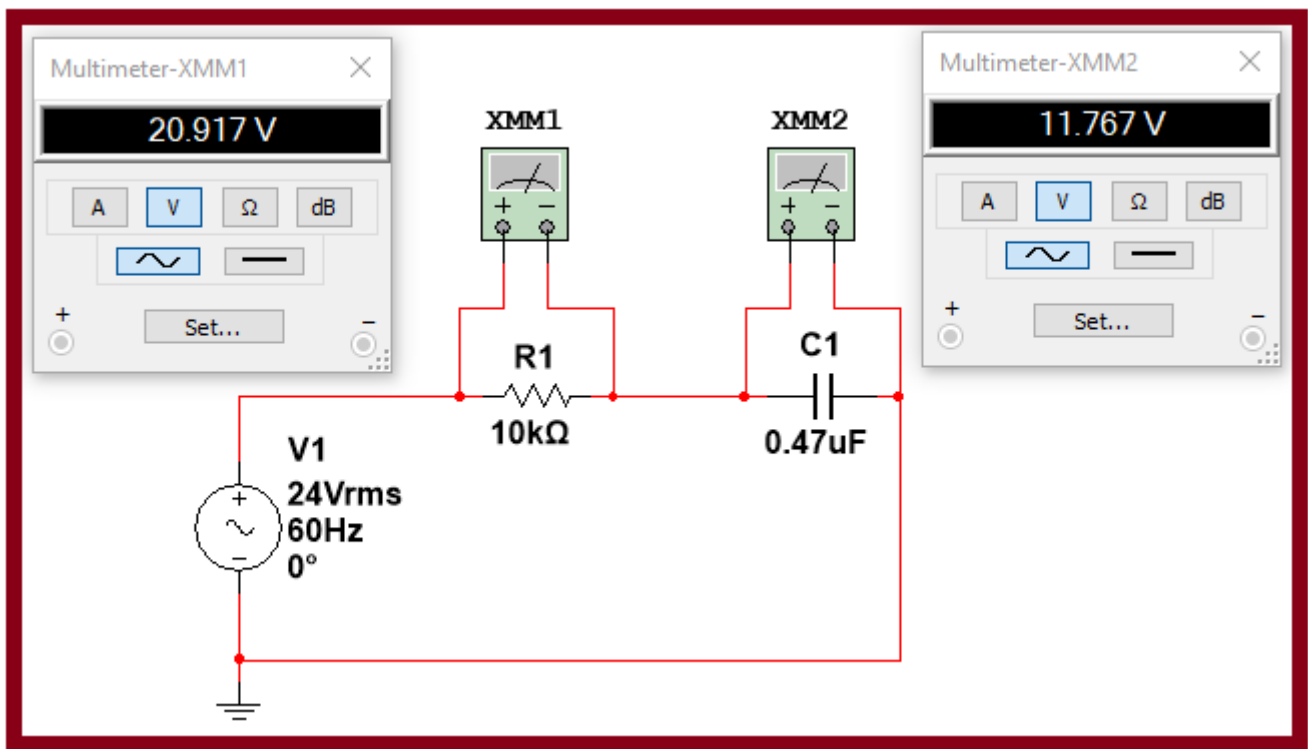 Multimeter-XMM1
20.917 V
A V Ω dB
+ −
Set...
XMM1
+ −
XMM2
+ −
Multimeter-XMM2
11.767 V
A V Ω dB
+ −
Set...
R1
10kΩ
C1
0.47uF
V1
24Vrms
60Hz
0°
+
−